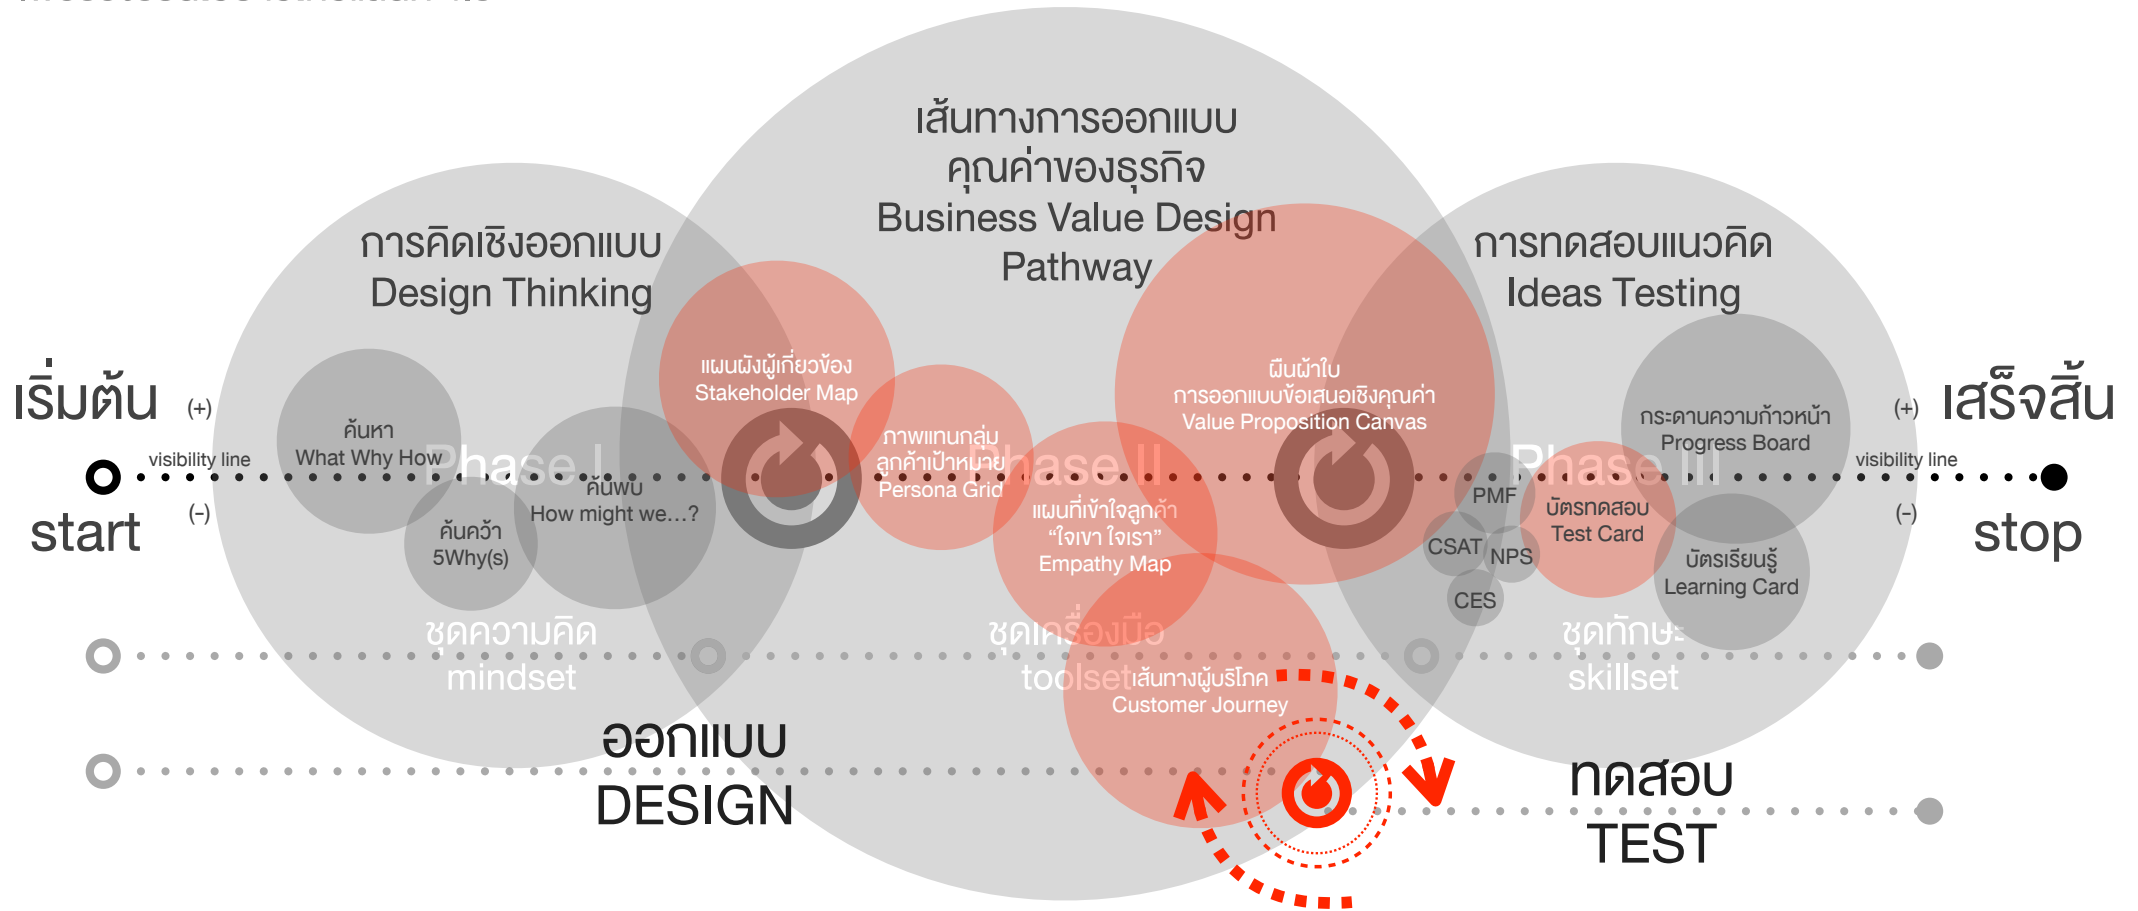 เส้นทางการออกแบบ
คุณค่าของธุรกิจ
Business Value Design
Pathway
การคิดเชิงออกแบบ
Design Thinking
การทดสอบแนวคิด
Ideas Testing
เริ่มต้น
start
(+)
visibility line
(-)
ค้นหา
What Why How
Phase I
ค้นคว้า
5Why(s)
ค้นพบ
How might we...?
แผนผังผู้เกี่ยวข้อง
Stakeholder Map
ภาพแทนกลุ่ม
ลูกค้าเป้าหมาย
Persona Grid
Phase II
แผนที่เข้าใจลูกค้า
“ใจเขา ใจเรา”
Empathy Map
ผืนผ้าใบ
การออกแบบข้อเสนอเชิงคุณค่า
Value Proposition Canvas
PMF
CSAT
NPS
CES
Phase III
บัตรทดสอบ
Test Card
กระดานความก้าวหน้า
Progress Board
บัตรเรียนรู้
Learning Card
(+)
visibility line
(-)
เสร็จสิ้น
stop
ชุดความคิด
mindset
ชุดเครื่องมือ
toolset
ชุดทักษะ
skillset
เส้นทางผู้บริโภค
Customer Journey
ออกแบบ
DESIGN
ทดสอบ
TEST